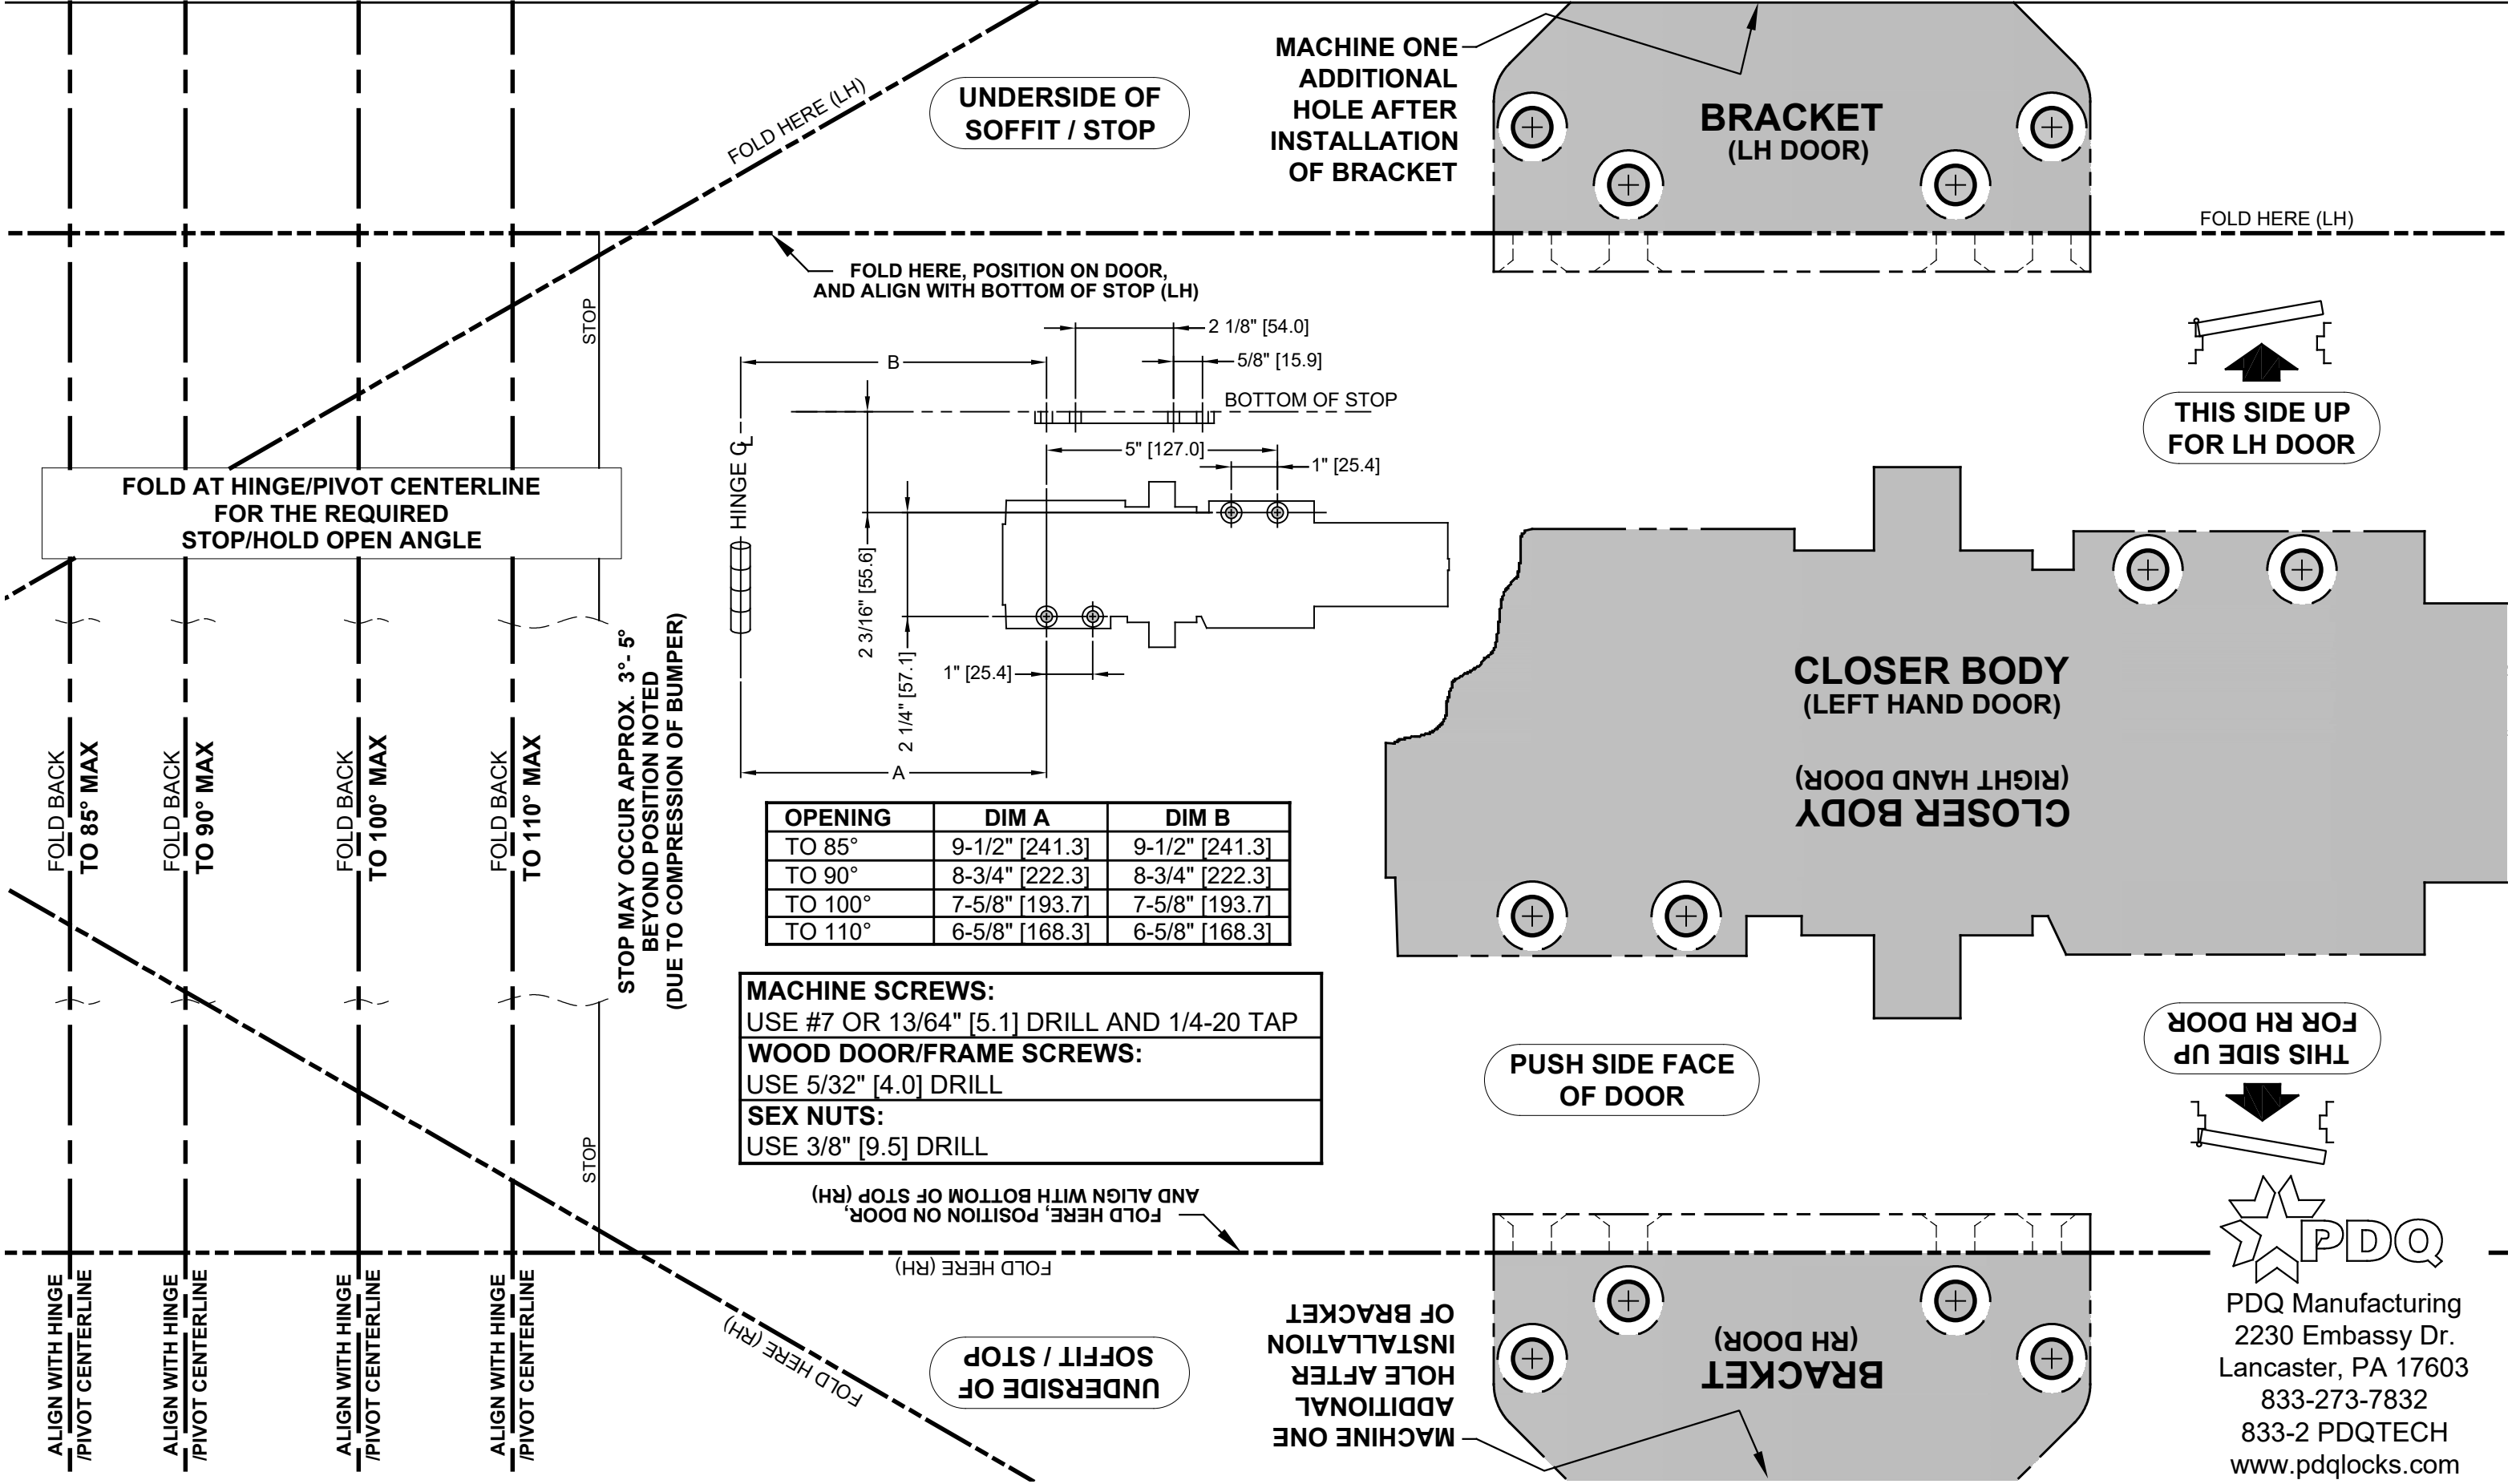 FOLD HERE (LH)
UNDERSIDE OF
SOFFIT / STOP
MACHINE ONE
ADDITIONAL
HOLE AFTER
INSTALLATION
OF BRACKET
BRACKET
(LH DOOR)
FOLD HERE (LH)
FOLD HERE, POSITION ON DOOR,
AND ALIGN WITH BOTTOM OF STOP (LH)
STOP
2 1/8" [54.0]
B
5/8" [15.9]
BOTTOM OF STOP
5" [127.0]
1" [25.4]
HINGE CL
2 3/16" [55.6]
2 1/4" [57.1]
1" [25.4]
A
THIS SIDE UP
FOR LH DOOR
FOLD AT HINGE/PIVOT CENTERLINE
FOR THE REQUIRED
STOP/HOLD OPEN ANGLE
FOLD BACK
TO 85° MAX
FOLD BACK
TO 90° MAX
FOLD BACK
TO 100° MAX
FOLD BACK
TO 110° MAX
STOP MAY OCCUR APPROX. 3°- 5°
BEYOND POSITION NOTED
(DUE TO COMPRESSION OF BUMPER)
CLOSER BODY
(LEFT HAND DOOR)
CLOSER BODY
(RIGHT HAND DOOR)
OPENING DIM A DIM B
TO 85° 9-1/2" [241.3] 9-1/2" [241.3]
TO 90° 8-3/4" [222.3] 8-3/4" [222.3]
TO 100° 7-5/8" [193.7] 7-5/8" [193.7]
TO 110° 6-5/8" [168.3] 6-5/8" [168.3]
MACHINE SCREWS:
USE #7 OR 13/64" [5.1] DRILL AND 1/4-20 TAP
WOOD DOOR/FRAME SCREWS:
USE 5/32" [4.0] DRILL
SEX NUTS:
USE 3/8" [9.5] DRILL
PUSH SIDE FACE
OF DOOR
THIS SIDE UP
FOR RH DOOR
STOP
FOLD HERE, POSITION ON DOOR,
AND ALIGN WITH BOTTOM OF STOP (RH)
FOLD HERE (RH)
FOLD HERE (RH)
UNDERSIDE OF
SOFFIT / STOP
MACHINE ONE
ADDITIONAL
HOLE AFTER
INSTALLATION
OF BRACKET
BRACKET
(RH DOOR)
ALIGN WITH HINGE
/PIVOT CENTERLINE
ALIGN WITH HINGE
/PIVOT CENTERLINE
ALIGN WITH HINGE
/PIVOT CENTERLINE
ALIGN WITH HINGE
/PIVOT CENTERLINE
PDQ
PDQ Manufacturing
2230 Embassy Dr.
Lancaster, PA 17603
833-273-7832
833-2 PDQTECH
www.pdqlocks.com